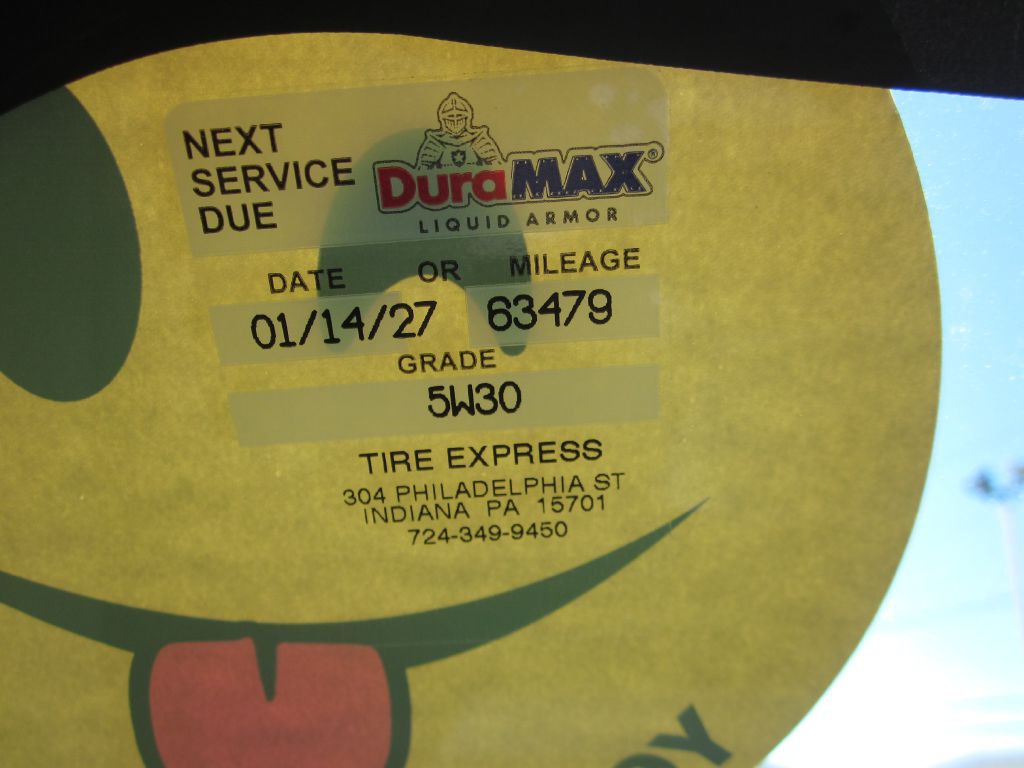 NEXT
SERVICE
DUE
DuraMAX®
LIQUID ARMOR
DATE OR MILEAGE
01/14/27 63479
GRADE
5W30
TIRE EXPRESS
304 PHILADELPHIA ST
INDIANA PA 15701
724-349-9450